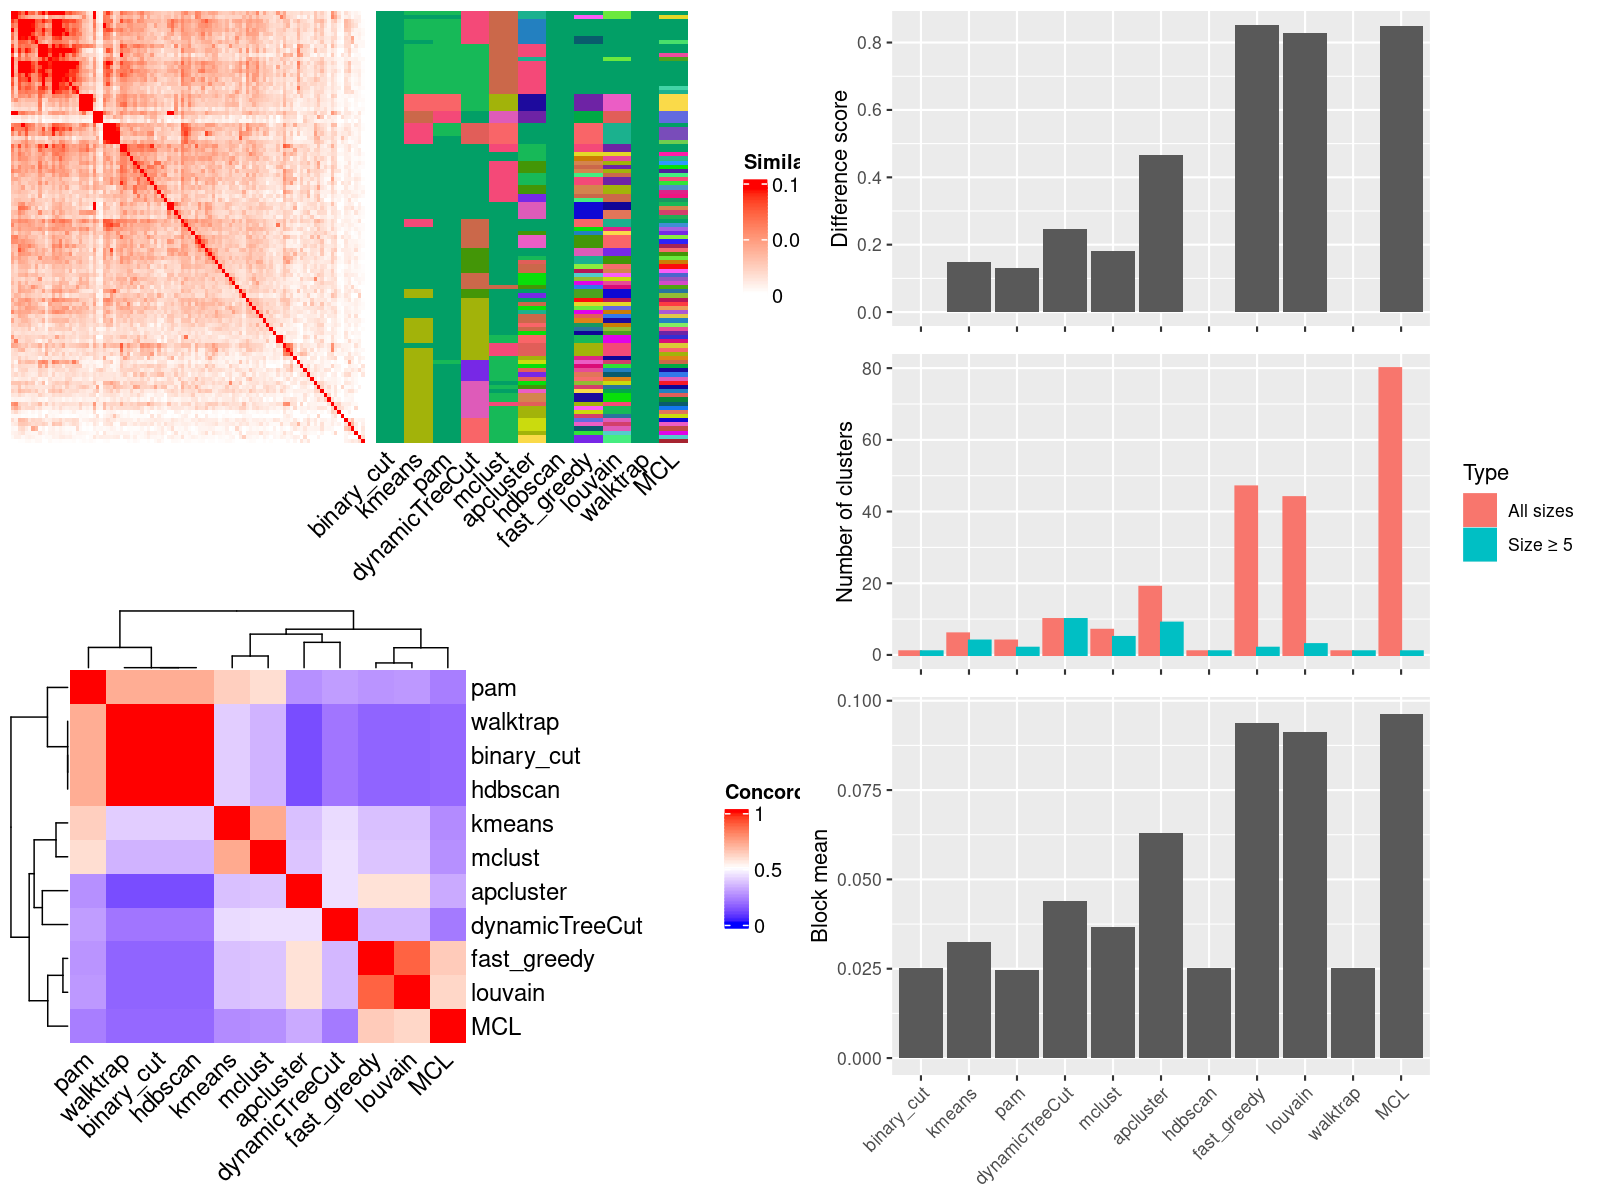 Simila
0.1
0.0
0
binary_cut
kmeans
pam
dynamicTreeCut
mclust
apcluster
hdbscan
fast_greedy
louvain
walktrap
MCL
pam
walktrap
binary_cut
hdbscan
kmeans
mclust
apcluster
dynamicTreeCut
fast_greedy
louvain
MCL
pam
walktrap
binary_cut
hdbscan
kmeans
mclust
apcluster
dynamicTreeCut
fast_greedy
louvain
MCL
Concord
1
0.5
0
Difference score
0.8
0.6
0.4
0.2
0.0
Number of clusters
80
60
40
20
0
Type
All sizes
Size ≥ 5
Block mean
0.100
0.075
0.050
0.025
0.000
binary_cut
kmeans
pam
dynamicTreeCut
mclust
apcluster
hdbscan
fast_greedy
louvain
walktrap
MCL